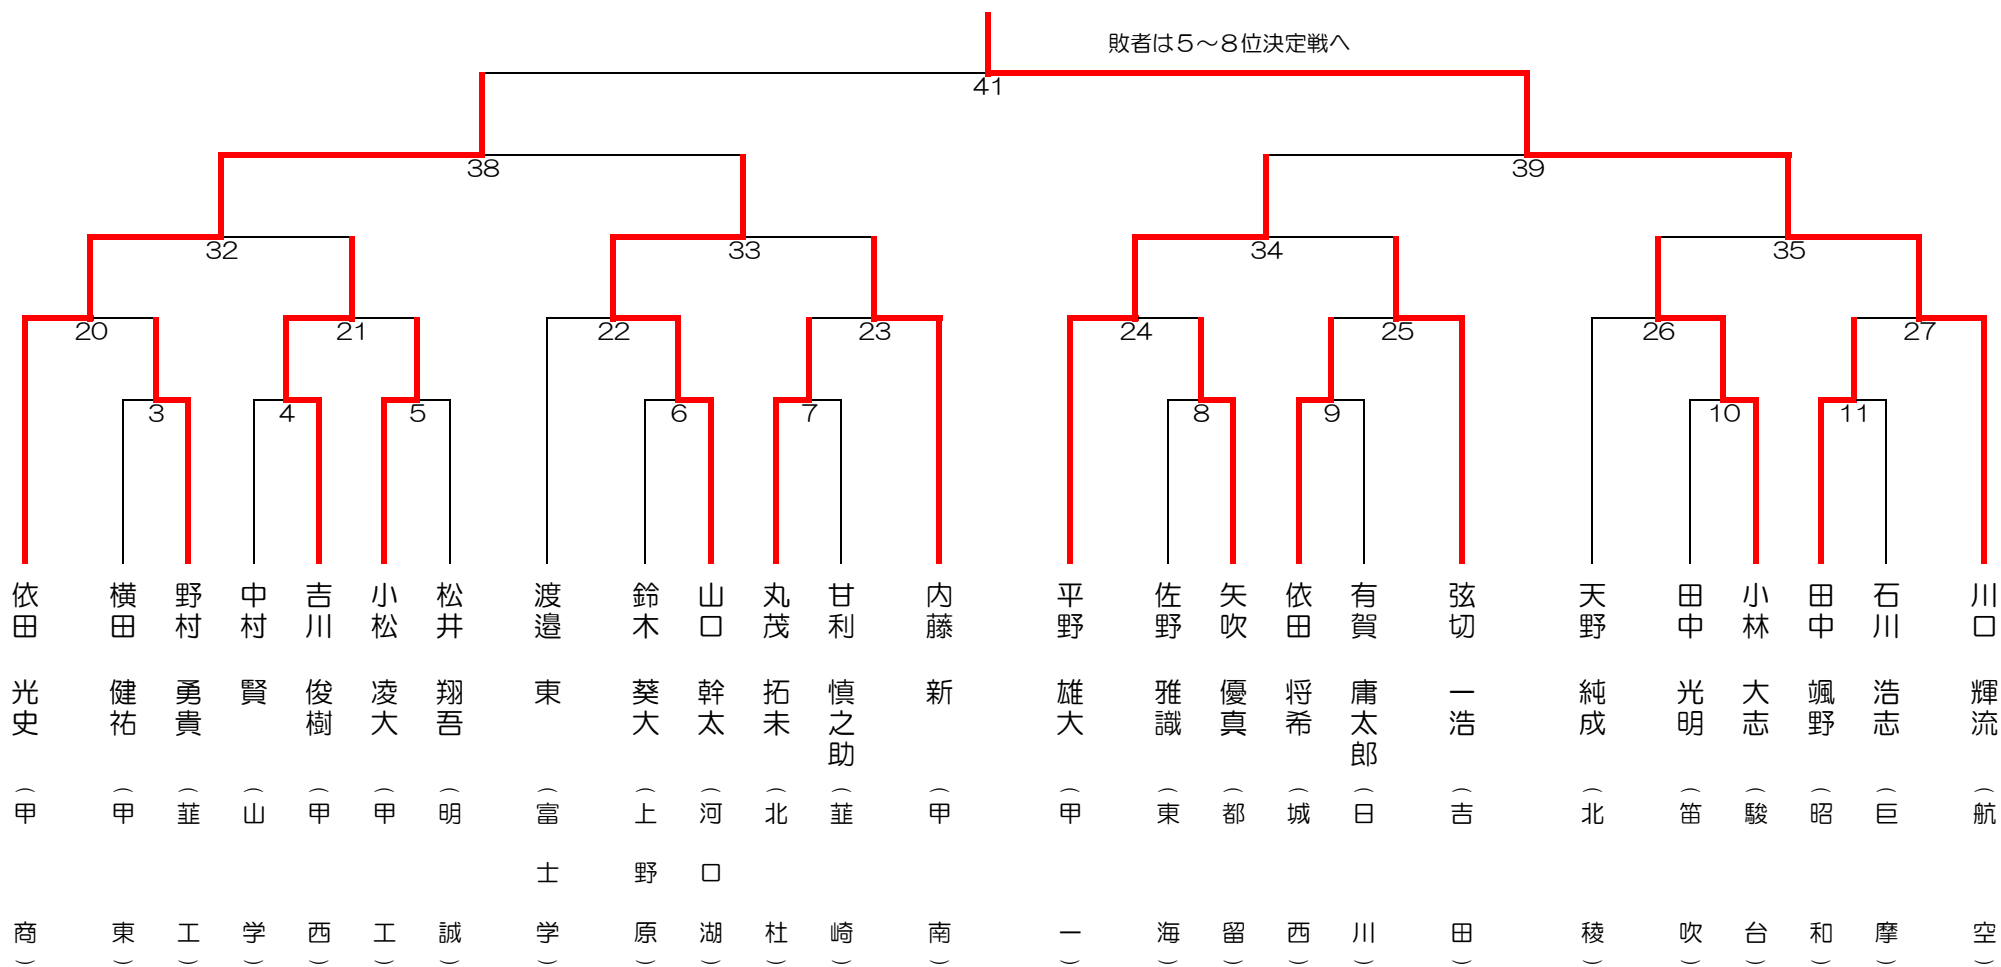 敗者は５～８位決定戦へ
41
38
39
32
33
34
35
20
21
22
23
24
25
26
27
3
4
5
6
7
8
9
10
11
依田 光史 （甲商）
横田 健祐 （甲東）
野村 勇貴 （韮工）
中村 賢 （山学）
吉川 俊樹 （甲西）
小松 凌大 （甲工）
松井 翔吾 （明誠）
渡邉 東 （富士学）
鈴木 葵大 （上野原）
山口 幹太 （河口湖）
丸茂 拓未 （北杜）
甘利 慎之助 （韮崎）
内藤 新 （甲南）
平野 雄大 （甲一）
佐野 雅識 （東海）
矢吹 優真 （都留）
依田 将希 （城西）
有賀 庸太郎 （日川）
弦切 一浩 （吉田）
天野 純成 （北稜）
田中 光明 （笛吹）
小林 大志 （駿台）
田中 颯野 （昭和）
石川 浩志 （巨摩）
川口 輝流 （航空）